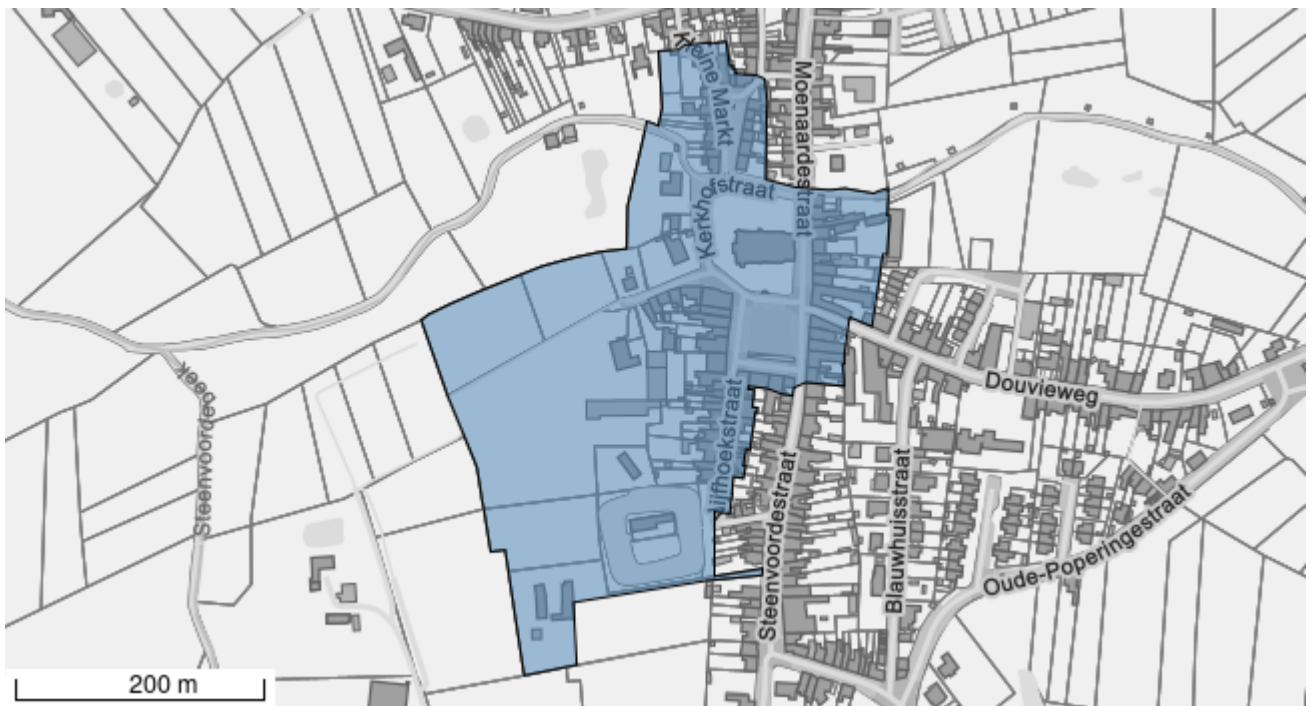 Kleine Markt
Moenaardestraat
Kerkhofstraat
Douvieweg
Steenvoordebeek
ijfhoekstraat
Steenvoordestraat
Blauwhuisstraat
Oude-Poperingestraat
200 m